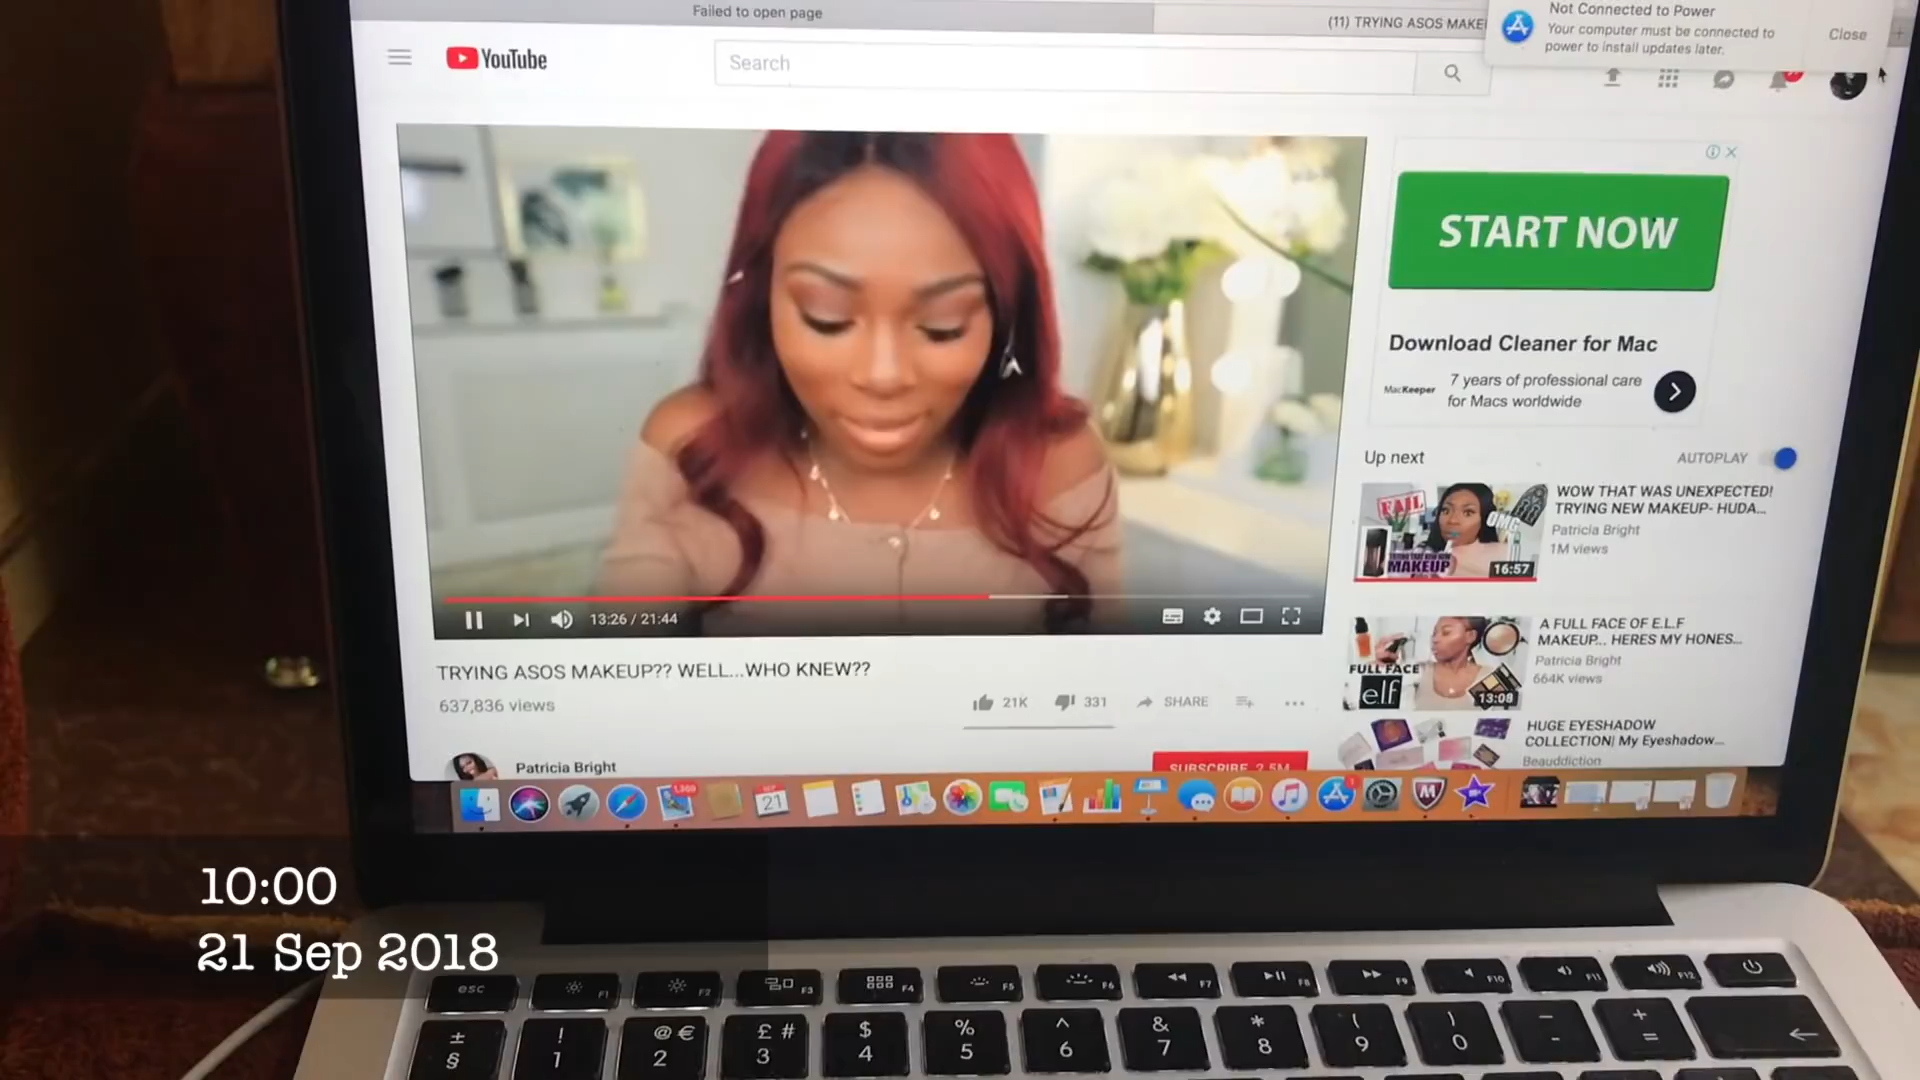 Failed to open page
(11) TRYING ASOS MAKE
Not Connected to Power
Your computer must be connected to
power to install updates later.
Close
YouTube
Search
START NOW
Download Cleaner for Mac
MacKeeper
7 years of professional care
for Macs worldwide
Up next
AUTOPLAY
FAIL
OMG
MAKEUP
16:57
WOW THAT WAS UNEXPECTED!
TRYING NEW MAKEUP- HUDA...
Patricia Bright
1M views
FULL FACE
elf
13:08
A FULL FACE OF E.L.F
MAKEUP... HERES MY HONES...
Patricia Bright
664K views
HUGE EYESHADOW
COLLECTION| My Eyeshadow...
Beauddiction
13:26 / 21:44
TRYING ASOS MAKEUP?? WELL...WHO KNEW??
637,836 views
21K
331
SHARE
Patricia Bright
SUBSCRIBE 2.5M
21
10:00
21 Sep 2018
esc F1 F2 F3 F4 F5 F6 F7 F8 F9 F10 F11 F12
± ! @ € £ # $ % ^ & * ( ) _ +
§ 1 2 3 4 5 6 7 8 9 0 - =